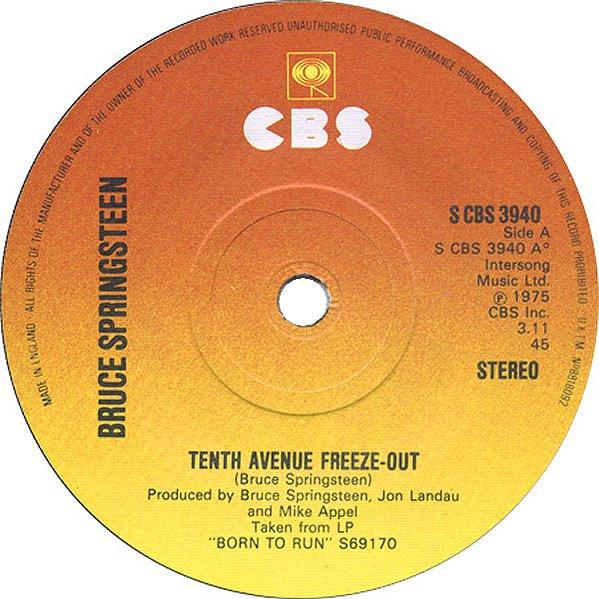 MADE IN ENGLAND · ALL RIGHTS OF THE MANUFACTURER AND OF THE OWNER OF THE RECORDED WORK RESERVED UNAUTHORISED PUBLIC PERFORMANCE BROADCASTING AND COPYING OF THIS RECORD PROHIBITED · U.K.
CBS
BRUCE SPRINGSTEEN
S CBS 3940
Side A
S CBS 3940 A°
Intersong
Music Ltd.
℗ 1975
CBS Inc.
3.11
45
STEREO
TENTH AVENUE FREEZE-OUT
(Bruce Springsteen)
Produced by Bruce Springsteen, Jon Landau
and Mike Appel
Taken from LP
"BORN TO RUN" S69170